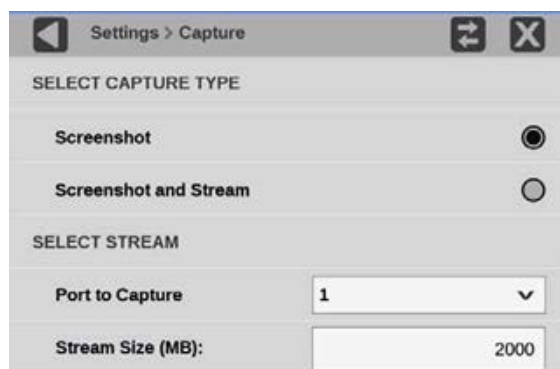 Settings > Capture
SELECT CAPTURE TYPE
Screenshot
Screenshot and Stream
SELECT STREAM
Port to Capture 1
Stream Size (MB): 2000